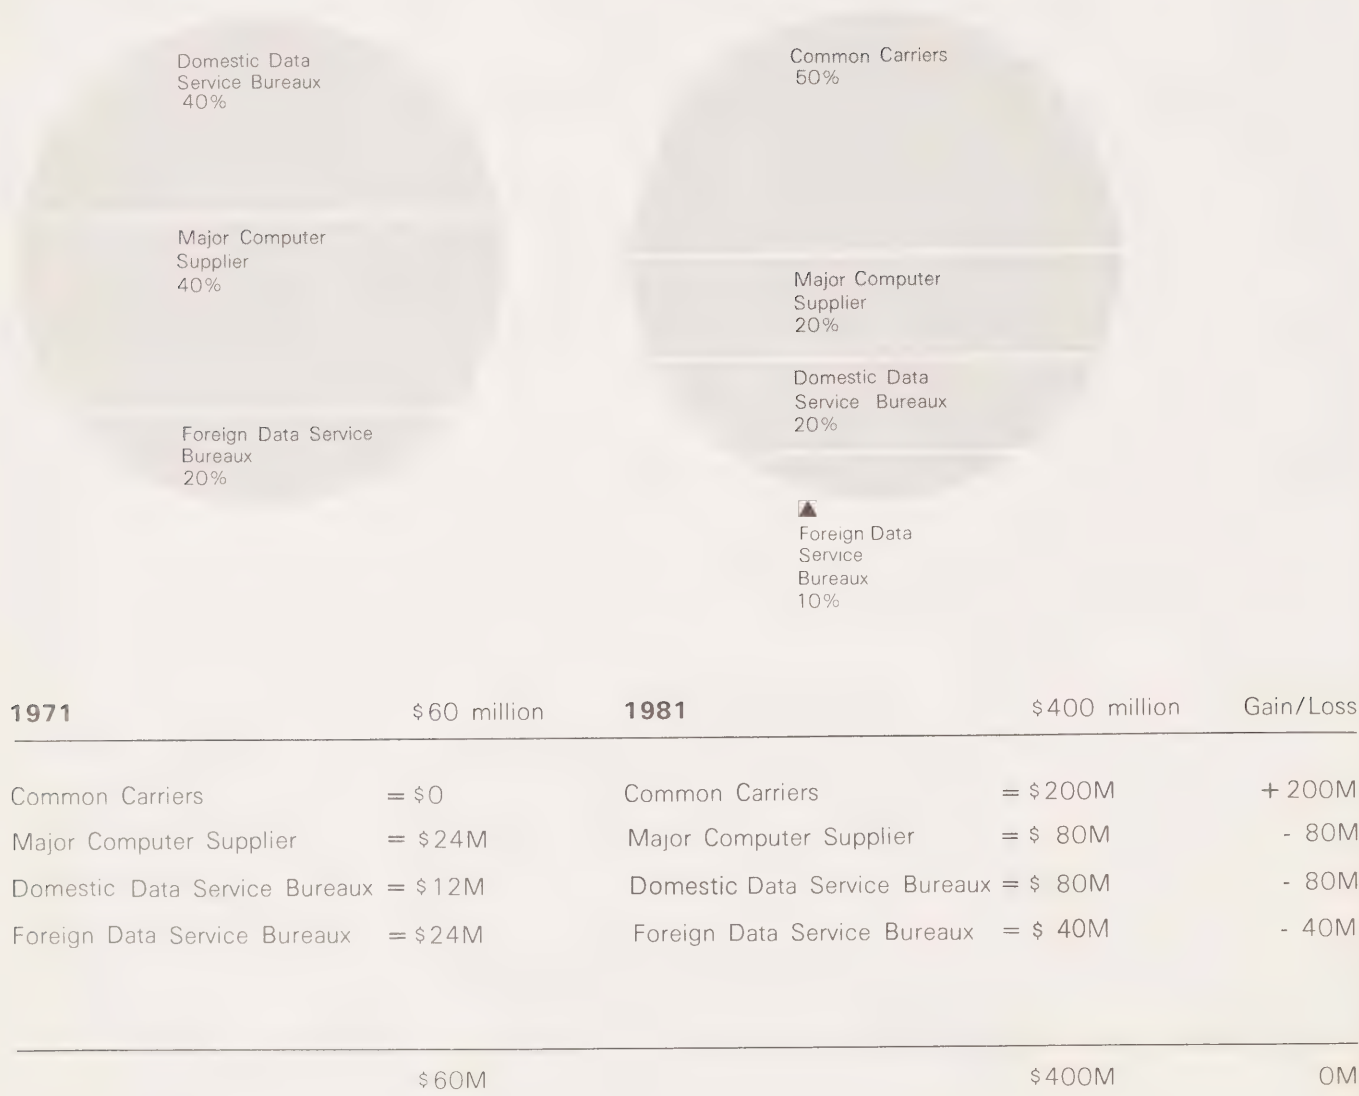 Domestic Data
Service Bureaux
40%
Major Computer
Supplier
40%
Foreign Data Service
Bureaux
20%
Common Carriers
50%
Major Computer
Supplier
20%
Domestic Data
Service Bureaux
20%
Foreign Data
Service
Bureaux
10%
1971 $60 million 1981 $400 million Gain/Loss
Common Carriers = $0 Common Carriers = $200M + 200M
Major Computer Supplier = $24M Major Computer Supplier = $ 80M - 80M
Domestic Data Service Bureaux = $12M Domestic Data Service Bureaux = $ 80M - 80M
Foreign Data Service Bureaux = $24M Foreign Data Service Bureaux = $ 40M - 40M
$60M $400M 0M